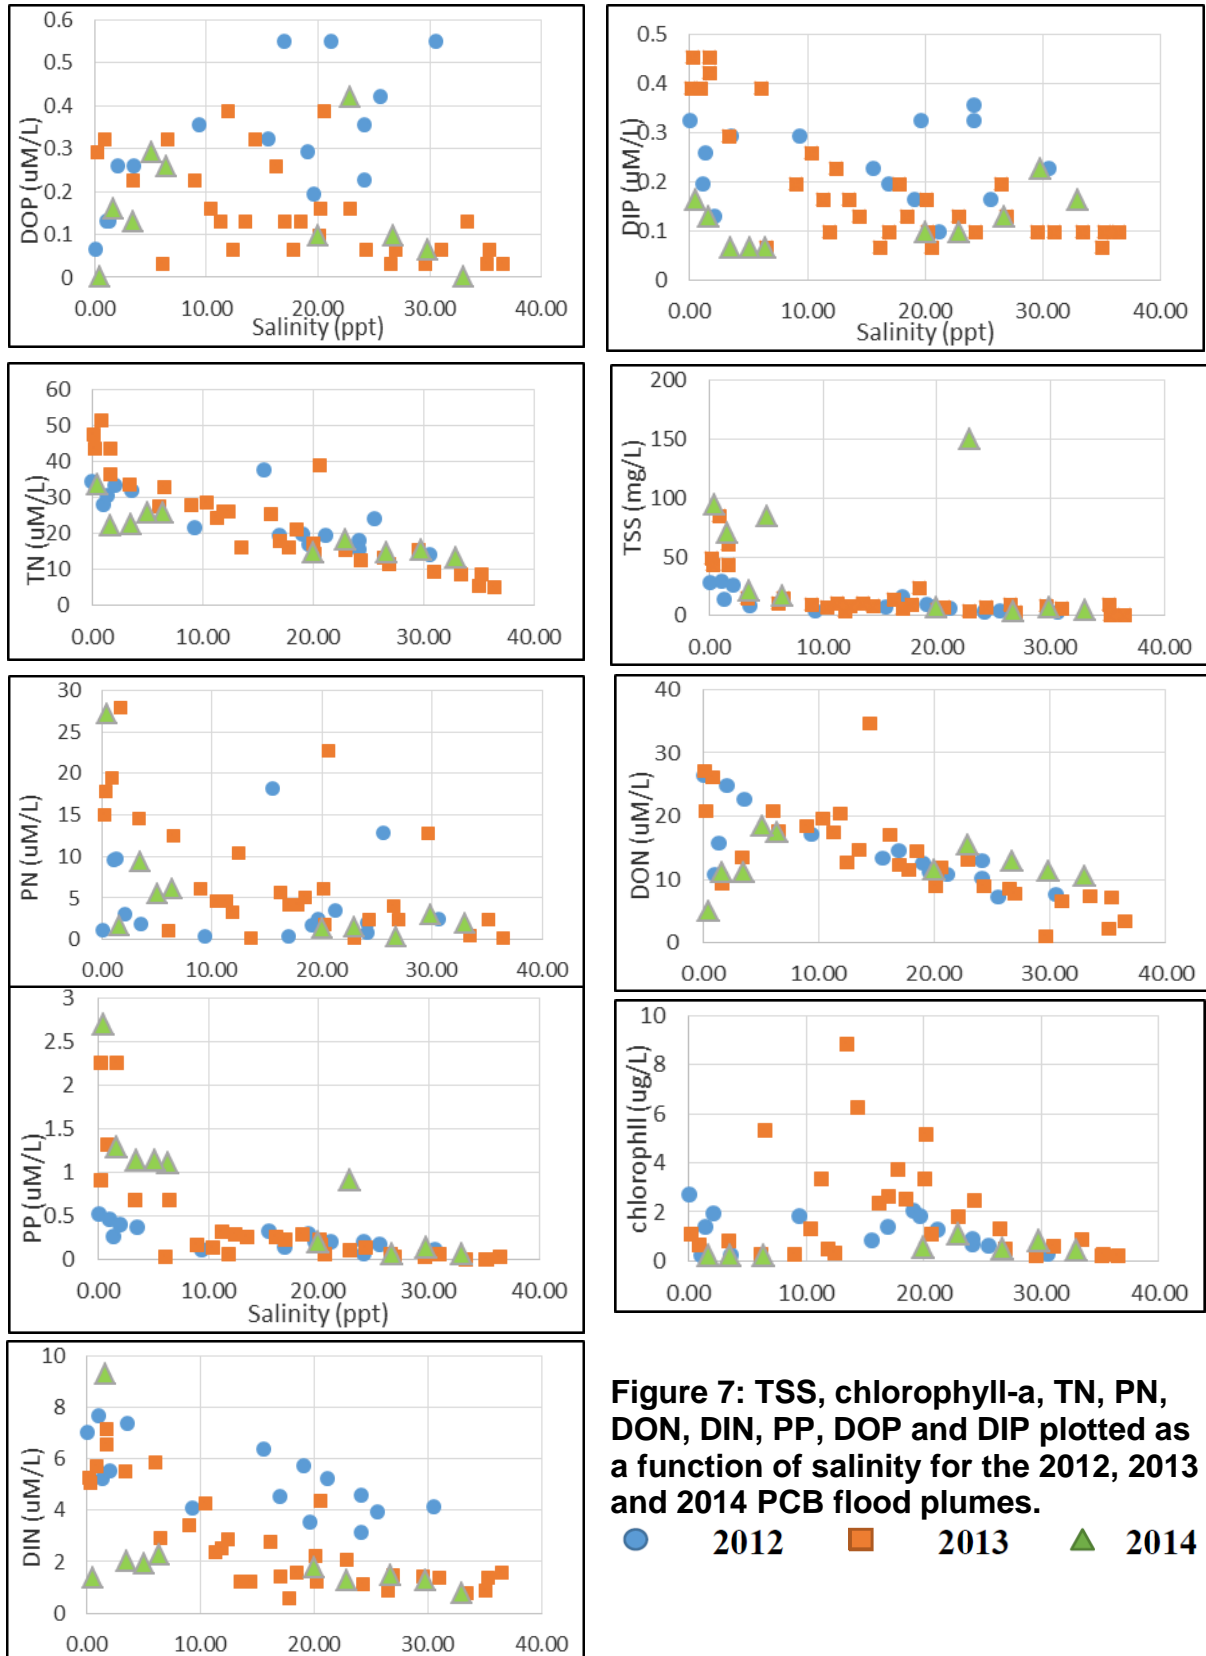 0.6
0.5
0.4
0.3
0.2
0.1
0
DOP (uM/L)
0.00 10.00 20.00 30.00 40.00
Salinity (ppt)
0.5
0.4
0.3
0.2
0.1
0
DIP (uM/L)
0.00 10.00 20.00 30.00 40.00
Salinity (ppt)
60
50
40
30
20
10
0
TN (uM/L)
0.00 10.00 20.00 30.00 40.00
200
150
100
50
0
TSS (mg/L)
0.00 10.00 20.00 30.00 40.00
30
25
20
15
10
5
0
PN (uM/L)
0.00 10.00 20.00 30.00 40.00
40
30
20
10
0
DON (uM/L)
0.00 10.00 20.00 30.00 40.00
3
2.5
2
1.5
1
0.5
0
PP (uM/L)
0.00 10.00 20.00 30.00 40.00
Salinity (ppt)
10
8
6
4
2
0
chlorophll (ug/L)
0.00 10.00 20.00 30.00 40.00
10
8
6
4
2
0
DIN (uM/L)
0.00 10.00 20.00 30.00 40.00
Figure 7: TSS, chlorophyll-a, TN, PN,
DON, DIN, PP, DOP and DIP plotted as
a function of salinity for the 2012, 2013
and 2014 PCB flood plumes.
2012 2013 2014